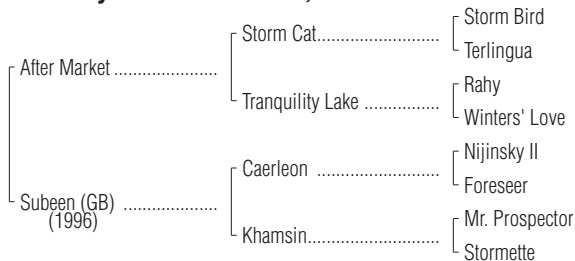 Storm Bird
Storm Cat..................................
Terlingua
After Market .......................
Rahy
Tranquility Lake .....................
Winters' Love
Nijinsky II
Caerleon ..................................
Foreseer
Subeen (GB) .....................
(1996)
Mr. Prospector
Khamsin.....................................
Stormette